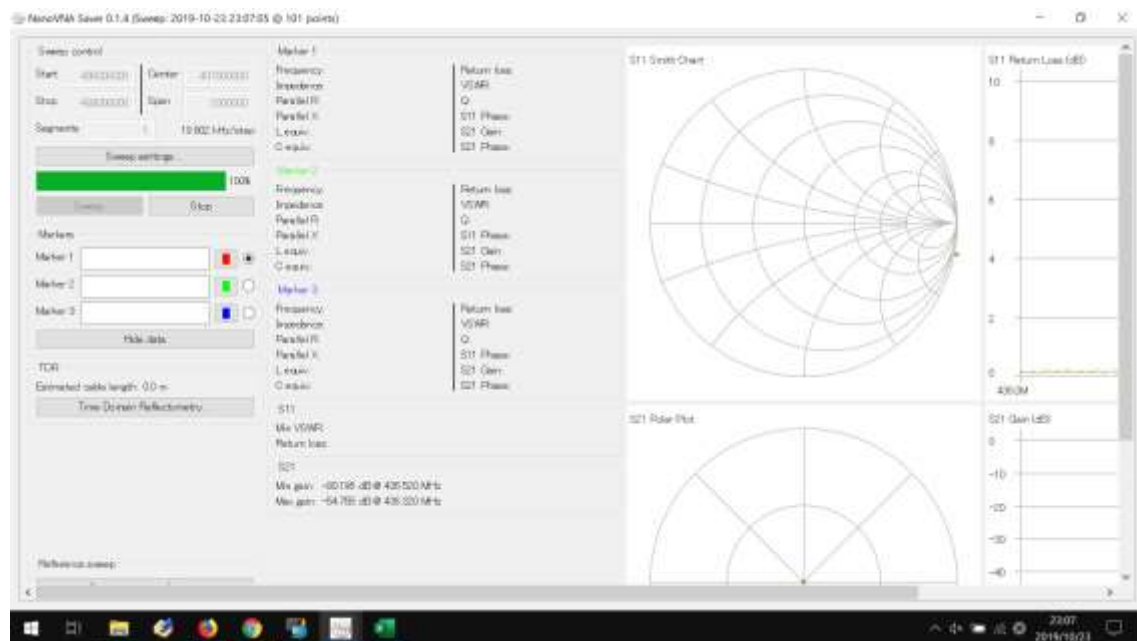 NanoVNA Saver 0.1.4 (Sweep: 2019-10-23 23:07:05 @ 101 points)
Sweep control
Start
Center
Stop
Span
Segments
1
Sweep settings ...
100%
Sweep
Stop
Markers
Marker 1
Marker 2
Marker 3
Hide data
TDR
Estimated cable length: 0.0 m
Time Domain Reflectometry ...
Reference sweep
Marker 1
Frequency:
Impedance:
Parallel R:
Parallel X:
L equiv.:
C equiv.:
Return loss:
VSWR:
Q:
S11 Phase:
S21 Gain:
S21 Phase:
Marker 2
Frequency:
Impedance:
Parallel R:
Parallel X:
L equiv.:
C equiv.:
Return loss:
VSWR:
Q:
S11 Phase:
S21 Gain:
S21 Phase:
Marker 3
Frequency:
Impedance:
Parallel R:
Parallel X:
L equiv.:
C equiv.:
Return loss:
VSWR:
Q:
S11 Phase:
S21 Gain:
S21 Phase:
S11
Min VSWR:
Return loss:
S21
Min gain:
Max gain:
S11 Smith Chart
S21 Polar Plot
S11 Return Loss (dB)
10
8
6
4
2
0
S21 Gain (dB)
0
-10
-20
-30
-40
23:07
2019/10/23